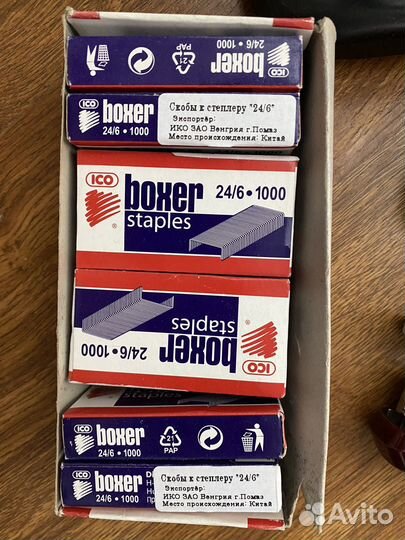 24/6 • 1000
boxer
ICO
21
PAP
ICO
boxer
24/6 • 1000
Скобы к степлеру "24/6"
Экспортёр:
ИКО ЗАО Венгрия г.Помаз
Место происхождения: Китай
ICO
boxer
staples
24/6 • 1000
®
ICO
boxer
staples
24/6 • 1000
®
staples
ICO
boxer
24/6 • 1000
21
PAP
ICO
boxer
24/6 • 1000
Скобы к степлеру "24/6"
Экспортёр:
ИКО ЗАО Венгрия г.Помаз
Место происхождения: Китай
Avito